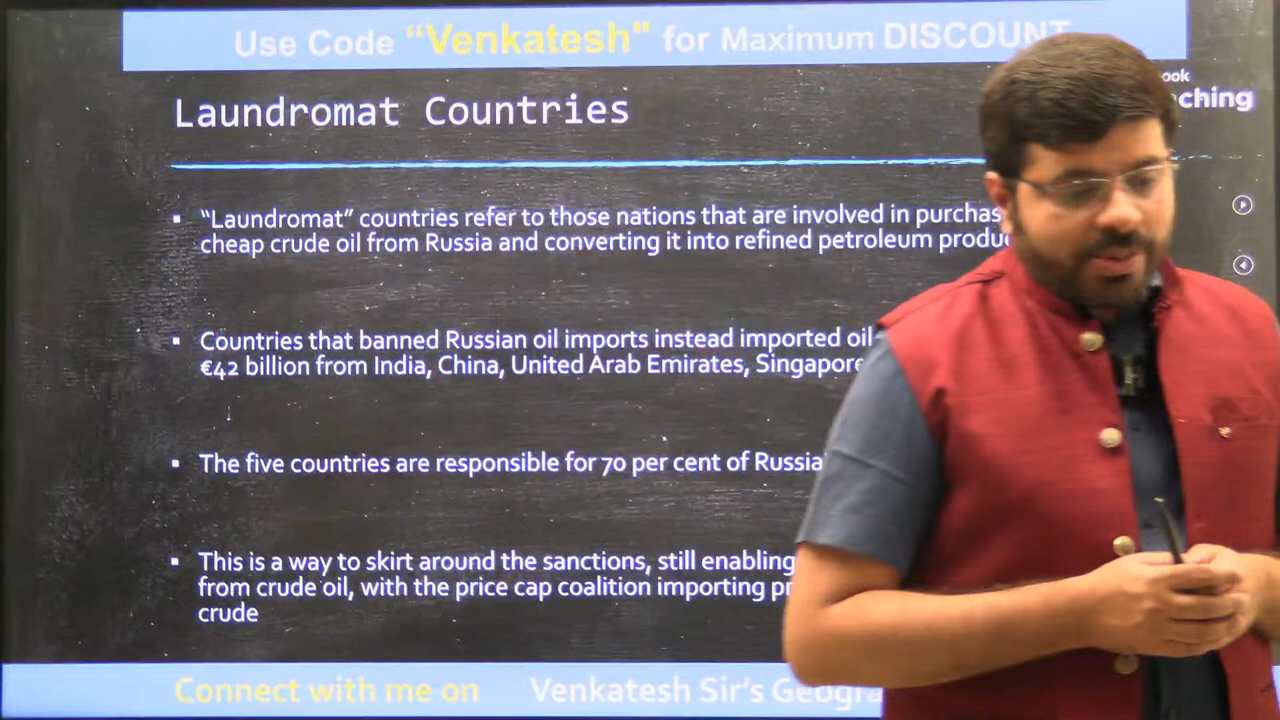 Use Code “Venkatesh" for Maximum DISCOUNT
ook
ching
Laundromat Countries
▪ “Laundromat” countries refer to those nations that are involved in purchas
cheap crude oil from Russia and converting it into refined petroleum produc
▪ Countries that banned Russian oil imports instead imported oil
€42 billion from India, China, United Arab Emirates, Singapore
▪ The five countries are responsible for 70 per cent of Russia
▪ This is a way to skirt around the sanctions, still enabling
from crude oil, with the price cap coalition importing pr
crude
Connect with me on Venkatesh Sir’s Geogra